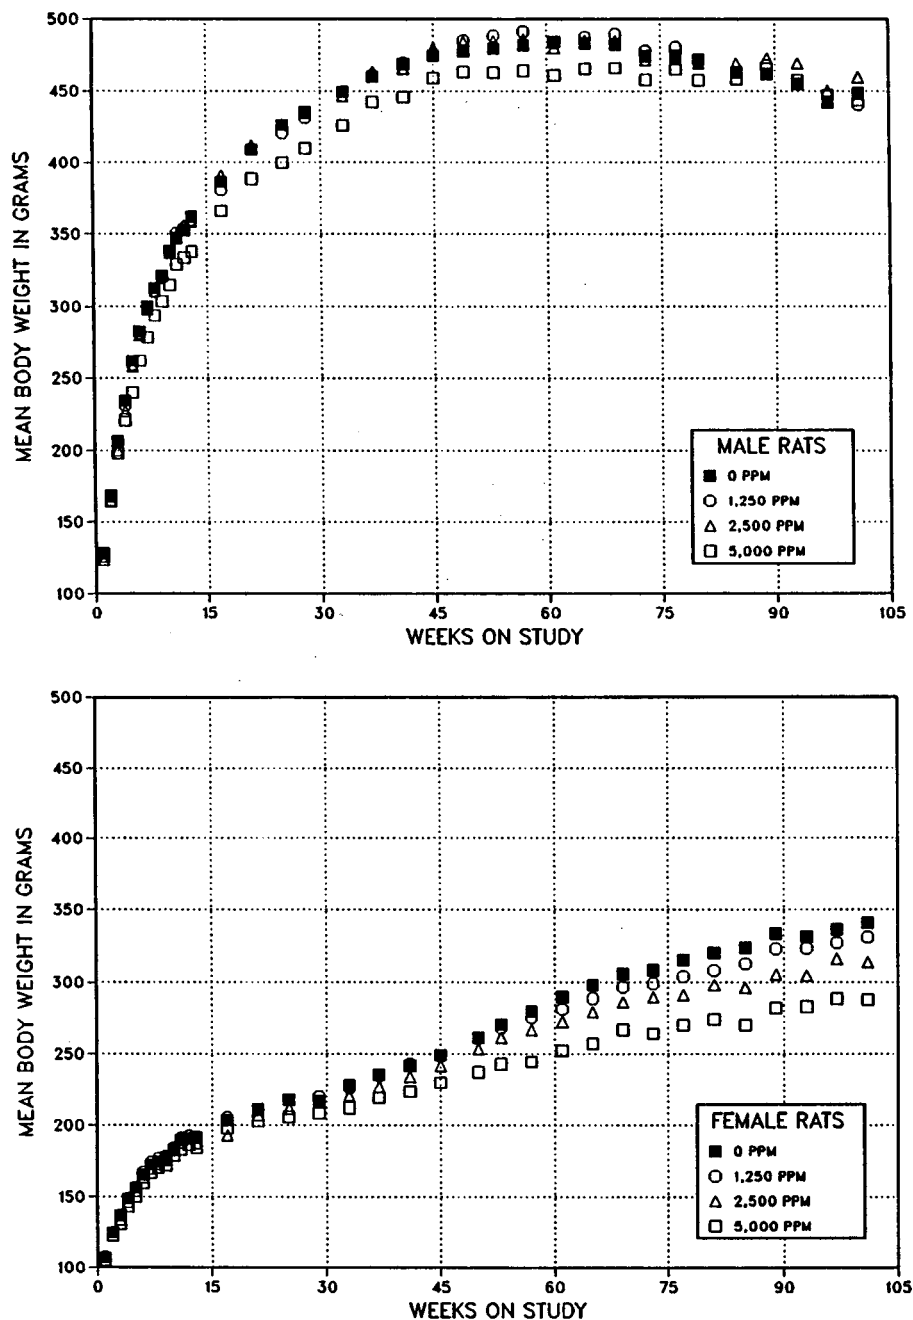 500
450
400
350
300
250
200
150
100
MEAN BODY WEIGHT IN GRAMS
MALE RATS
0 PPM
1,250 PPM
2,500 PPM
5,000 PPM
0 15 30 45 60 75 90 105
WEEKS ON STUDY
500
450
400
350
300
250
200
150
100
MEAN BODY WEIGHT IN GRAMS
FEMALE RATS
0 PPM
1,250 PPM
2,500 PPM
5,000 PPM
0 15 30 45 60 75 90 105
WEEKS ON STUDY